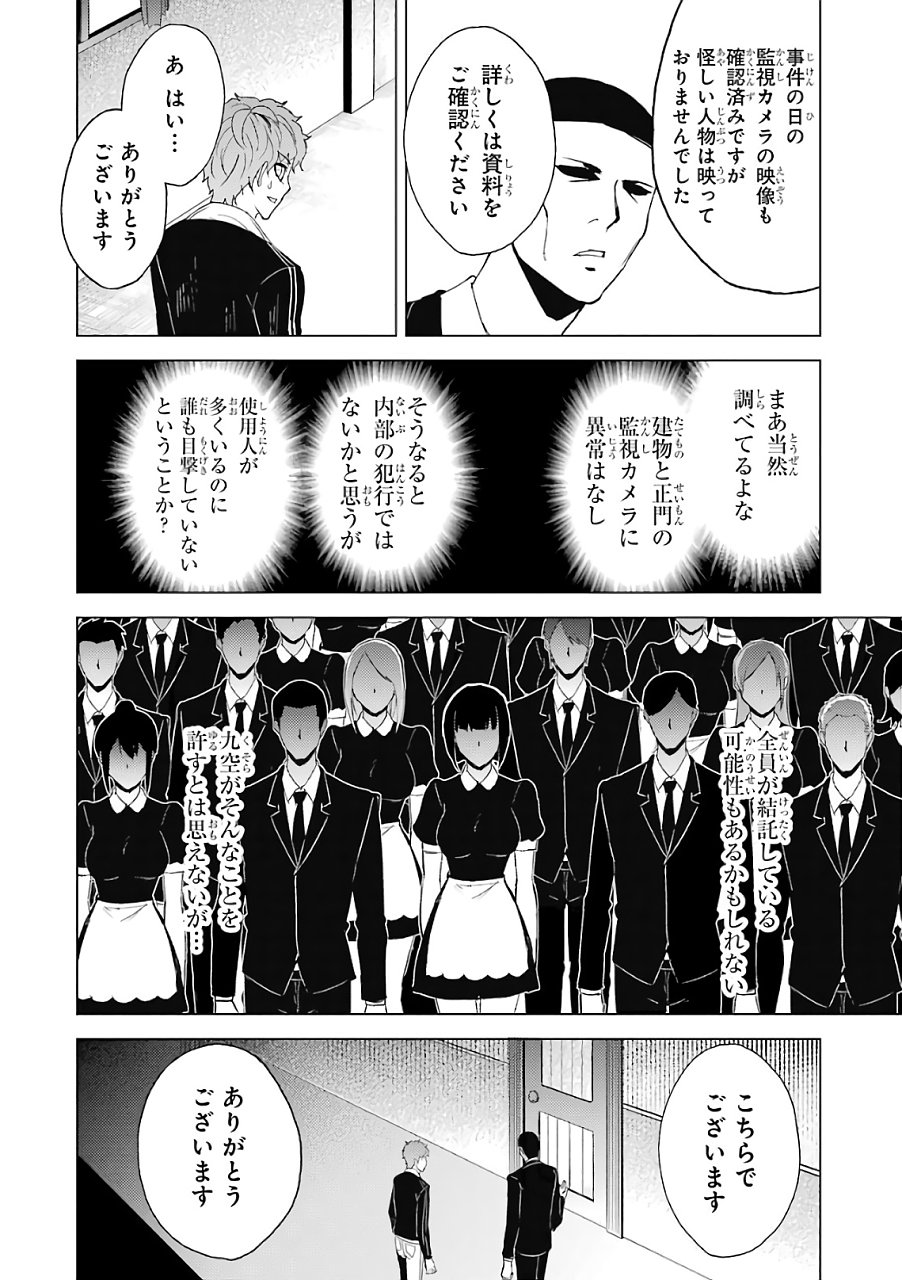 事件の日の
監視カメラの映像も
確認済みですが
怪しい人物は映って
おりませんでした
詳しくは資料を
ご確認ください
あ はい…
ありがとう
ございます
まあ当然
調べてるよな
建物と正門の
監視カメラに
異常はなし
そうなると
内部の犯行では
ないかと思うが
使用人が
多くいるのに
誰も目撃していない
ということか？
全員が結託している
可能性もあるかもしれない
九空がそんなことを
許すとは思えないが…
こちらで
ございます
ありがとう
ございます